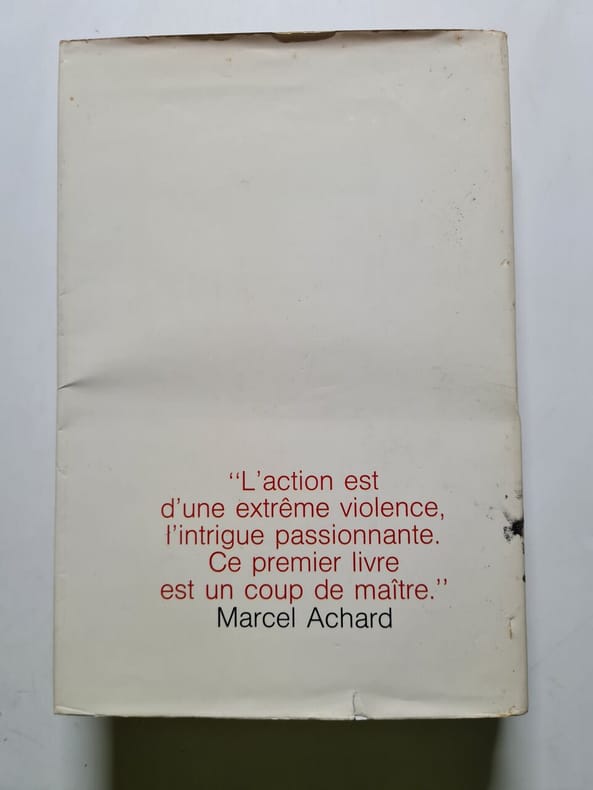 “L’action est
d’une extrême violence,
l’intrigue passionnante.
Ce premier livre
est un coup de maître.”
Marcel Achard